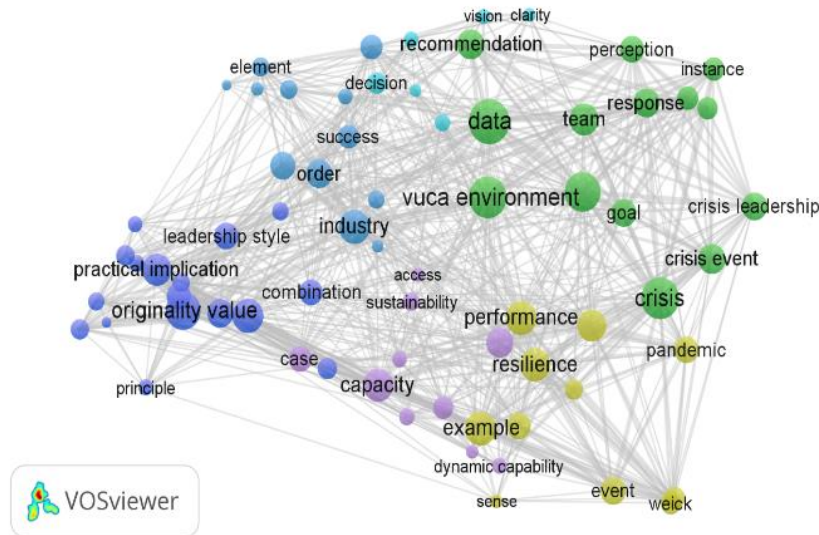 vision
clarity
recommendation
perception
element
instance
decision
response
data
team
success
order
vuca environment
crisis leadership
goal
industry
leadership style
crisis event
practical implication
access
combination
sustainability
crisis
originality value
performance
pandemic
case
resilience
principle
capacity
example
dynamic capability
event
sense
weick
VOSviewer